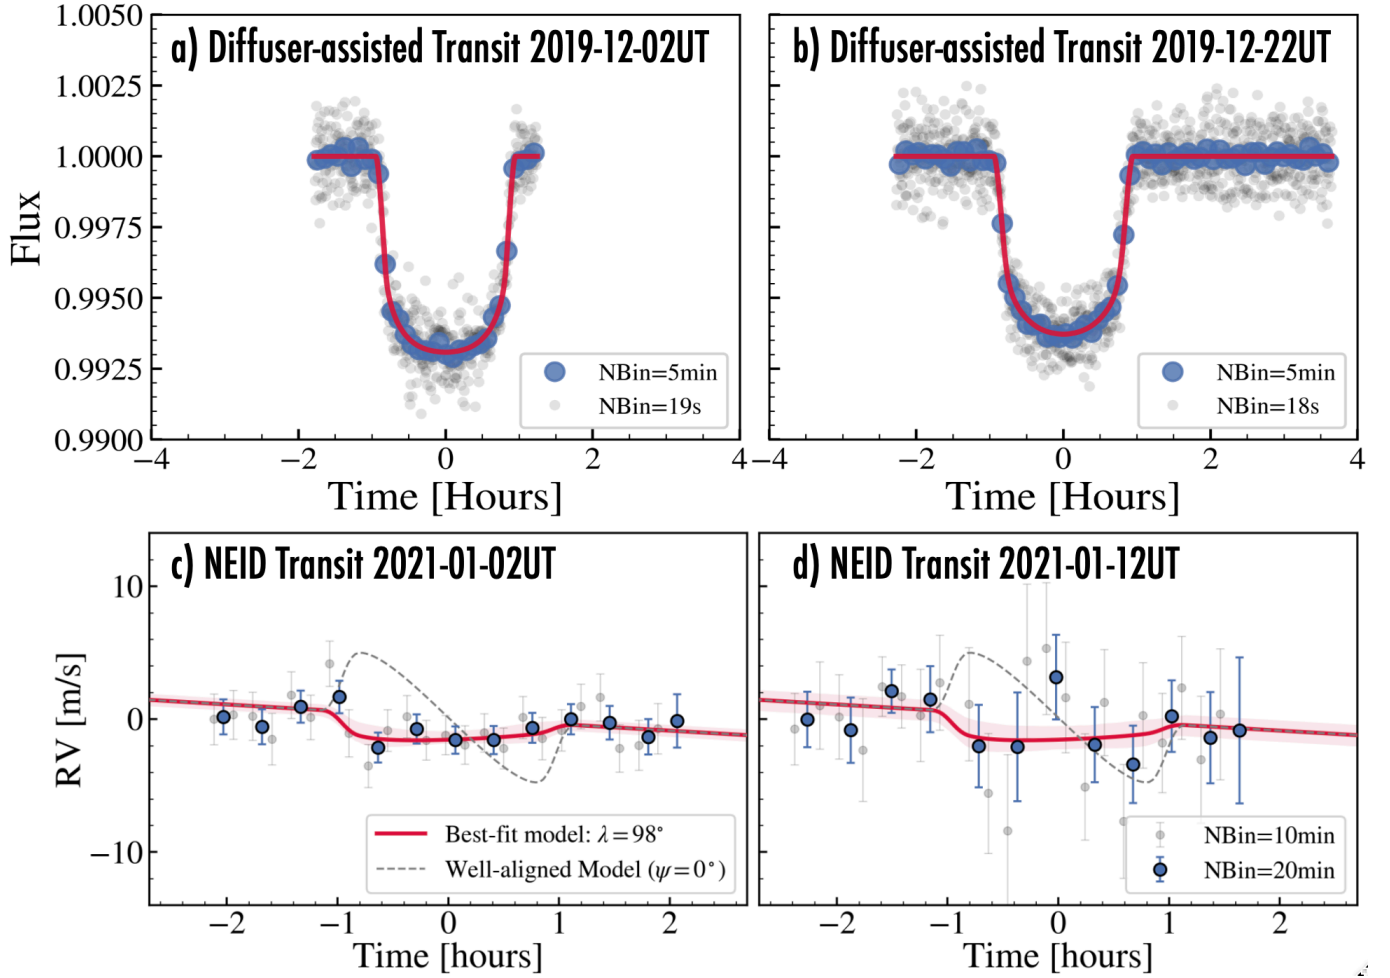 a) Diffuser-assisted Transit 2019-12-02UT
b) Diffuser-assisted Transit 2019-12-22UT
1.0050
1.0025
1.0000
0.9975
0.9950
0.9925
0.9900
Flux
NBin=5min
NBin=19s
NBin=5min
NBin=18s
−4 −2 0 2 4
−4 −2 0 2 4
Time [Hours]
Time [Hours]
c) NEID Transit 2021-01-02UT
d) NEID Transit 2021-01-12UT
10
0
−10
RV [m/s]
Best-fit model: λ = 98°
Well-aligned Model (ψ = 0°)
NBin=10min
NBin=20min
−2 −1 0 1 2
−2 −1 0 1 2
Time [hours]
Time [hours]